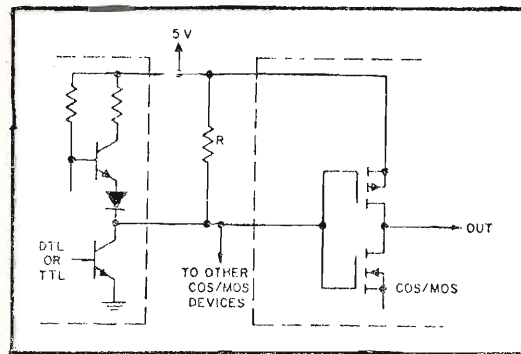 5 V
R
DTL
OR
TTL
TO OTHER
COS/MOS
DEVICES
OUT
COS/MOS